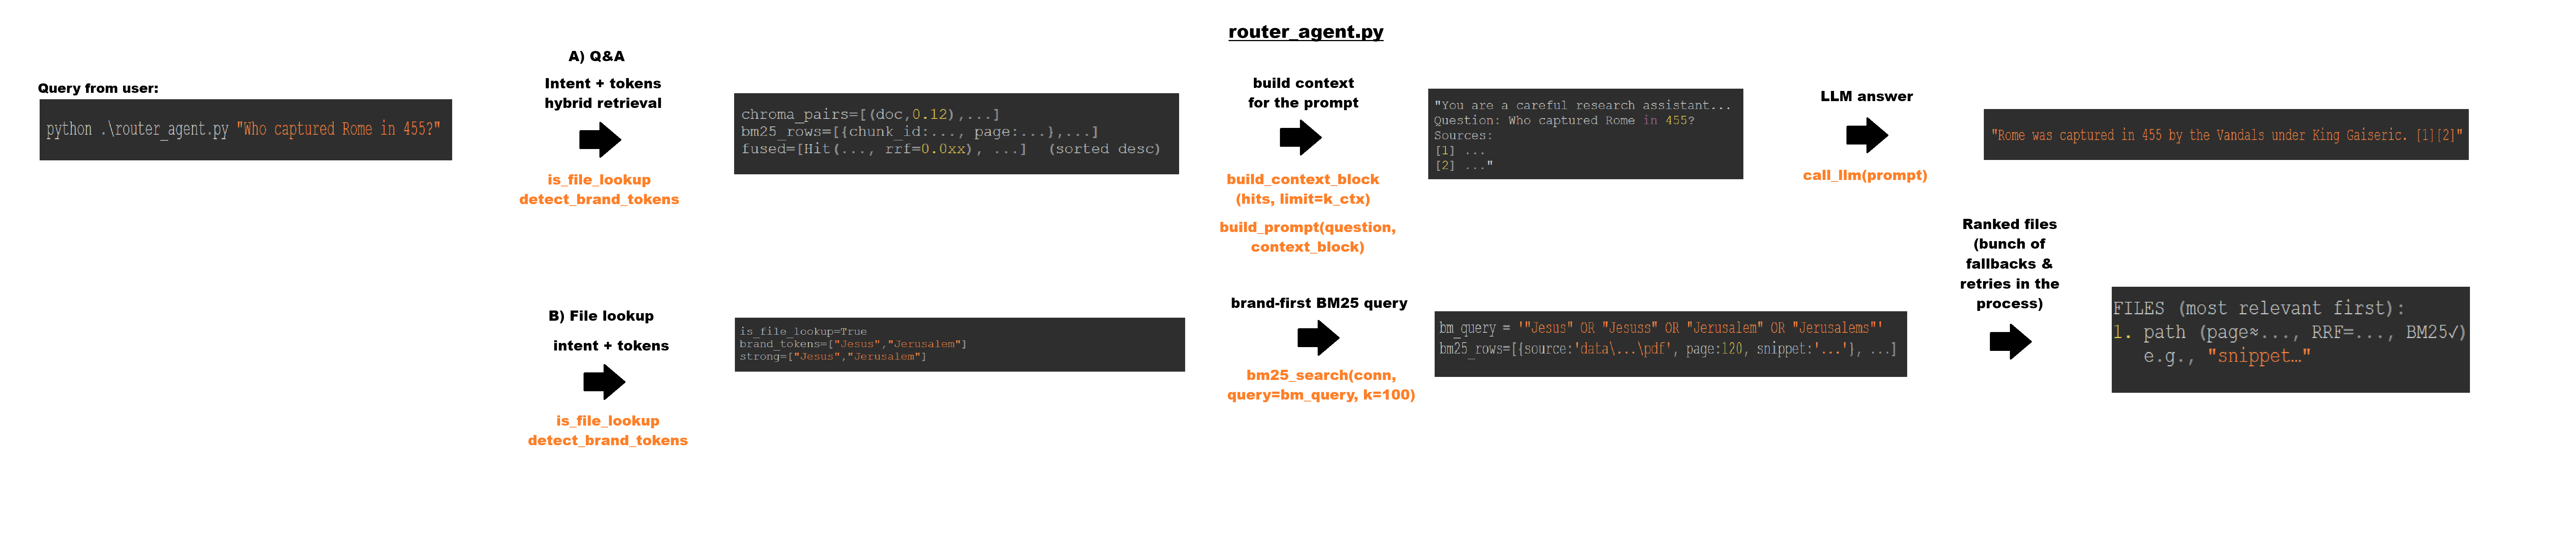 router_agent.py
Query from user:
python .\router_agent.py "Who captured Rome in 455?"
A) Q&A
Intent + tokens
hybrid retrieval
is_file_lookup
detect_brand_tokens
chroma_pairs=[(doc,0.12),...]
bm25_rows=[{chunk_id:..., page:...},...]
fused=[Hit(..., rrf=0.0xx), ...]  (sorted desc)
build context
for the prompt
build_context_block
(hits, limit=k_ctx)
build_prompt(question,
context_block)
"You are a careful research assistant...
Question: Who captured Rome in 455?
Sources:
[1] ...
[2] ..."
LLM answer
call_llm(prompt)
"Rome was captured in 455 by the Vandals under King Gaiseric. [1][2]"
B) File lookup
intent + tokens
is_file_lookup
detect_brand_tokens
is_file_lookup=True
brand_tokens=["Jesus","Jerusalem"]
strong=["Jesus","Jerusalem"]
brand-first BM25 query
bm25_search(conn,
query=bm_query, k=100)
bm_query = '"Jesus" OR "Jesuss" OR "Jerusalem" OR "Jerusalems"'
bm25_rows=[{source:'data\...\pdf', page:120, snippet:'...'}, ...]
Ranked files
(bunch of
fallbacks &
retries in the
process)
FILES (most relevant first):
1. path (page≈..., RRF=..., BM25✓)
e.g., "snippet…"